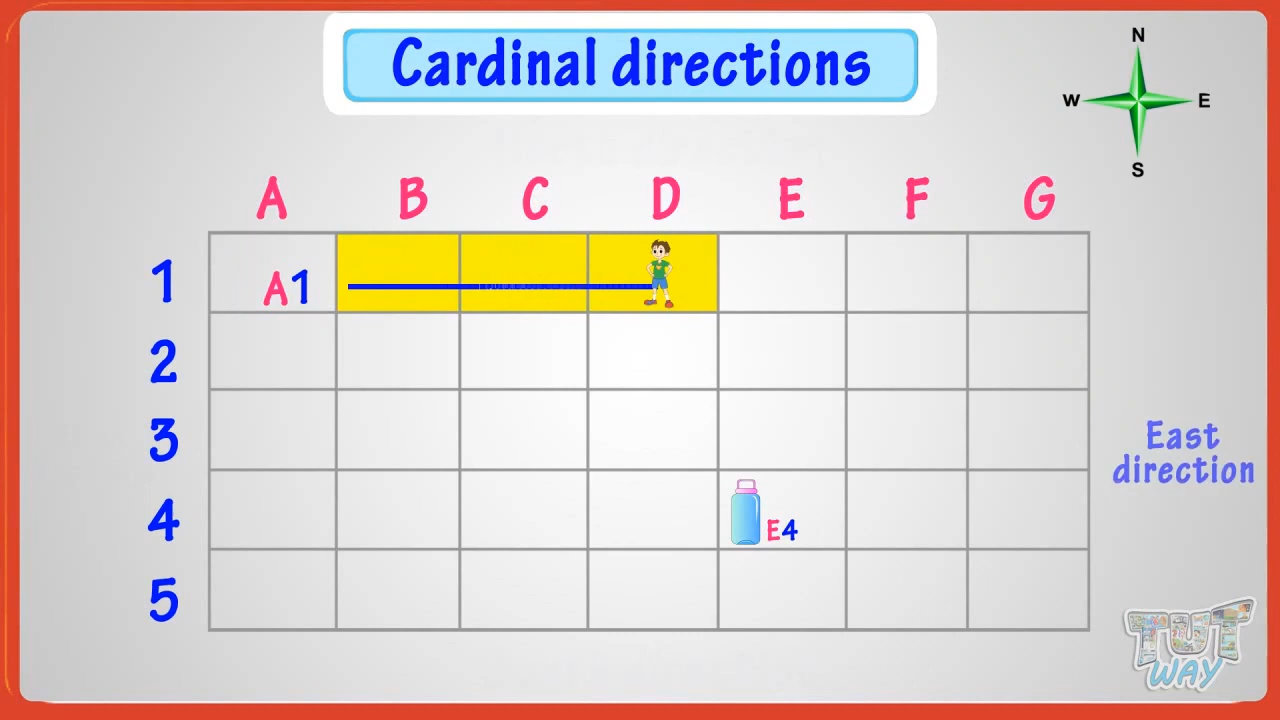 Cardinal directions
N
W E
S
A B C D E F G
1 A1
2
3
East
direction
4 E4
5
TUT
WAY